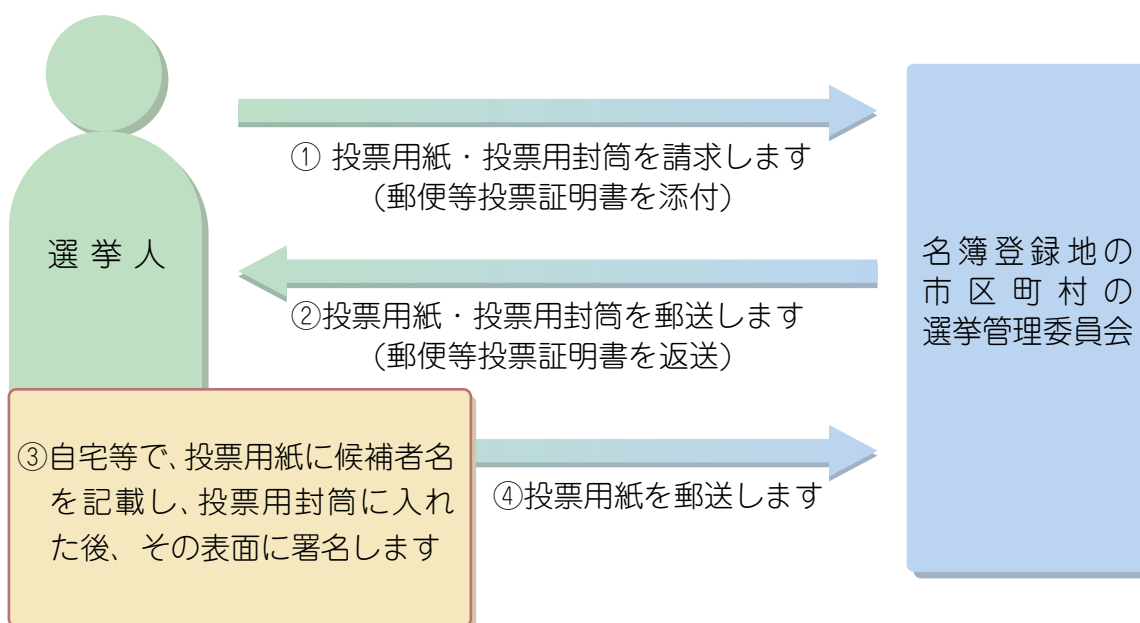 選挙人
① 投票用紙・投票用封筒を請求します
(郵便等投票証明書を添付)
②投票用紙・投票用封筒を郵送します
(郵便等投票証明書を返送)
③自宅等で、投票用紙に候補者名
を記載し、投票用封筒に入れ
た後、その表面に署名します
④投票用紙を郵送します
名簿登録地の
市区町村の
選挙管理委員会